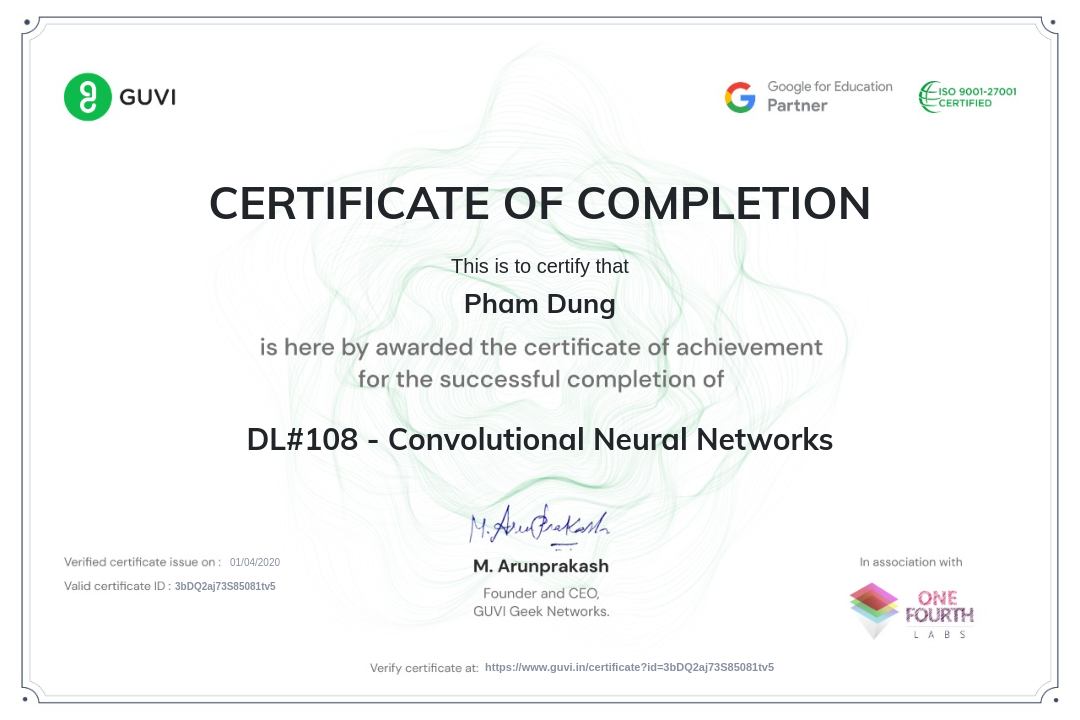 GUVI
Google for Education
Partner
ISO 9001-27001
CERTIFIED
CERTIFICATE OF COMPLETION
This is to certify that
Pham Dung
is here by awarded the certificate of achievement
for the successful completion of
DL#108 - Convolutional Neural Networks
M. Arunprakash
M. Arunprakash
Founder and CEO,
GUVI Geek Networks.
Verified certificate issue on : 01/04/2020
Valid certificate ID : 3bDQ2aj73S85081tv5
In association with
ONE
FOURTH
LABS
Verify certificate at: https://www.guvi.in/certificate?id=3bDQ2aj73S85081tv5